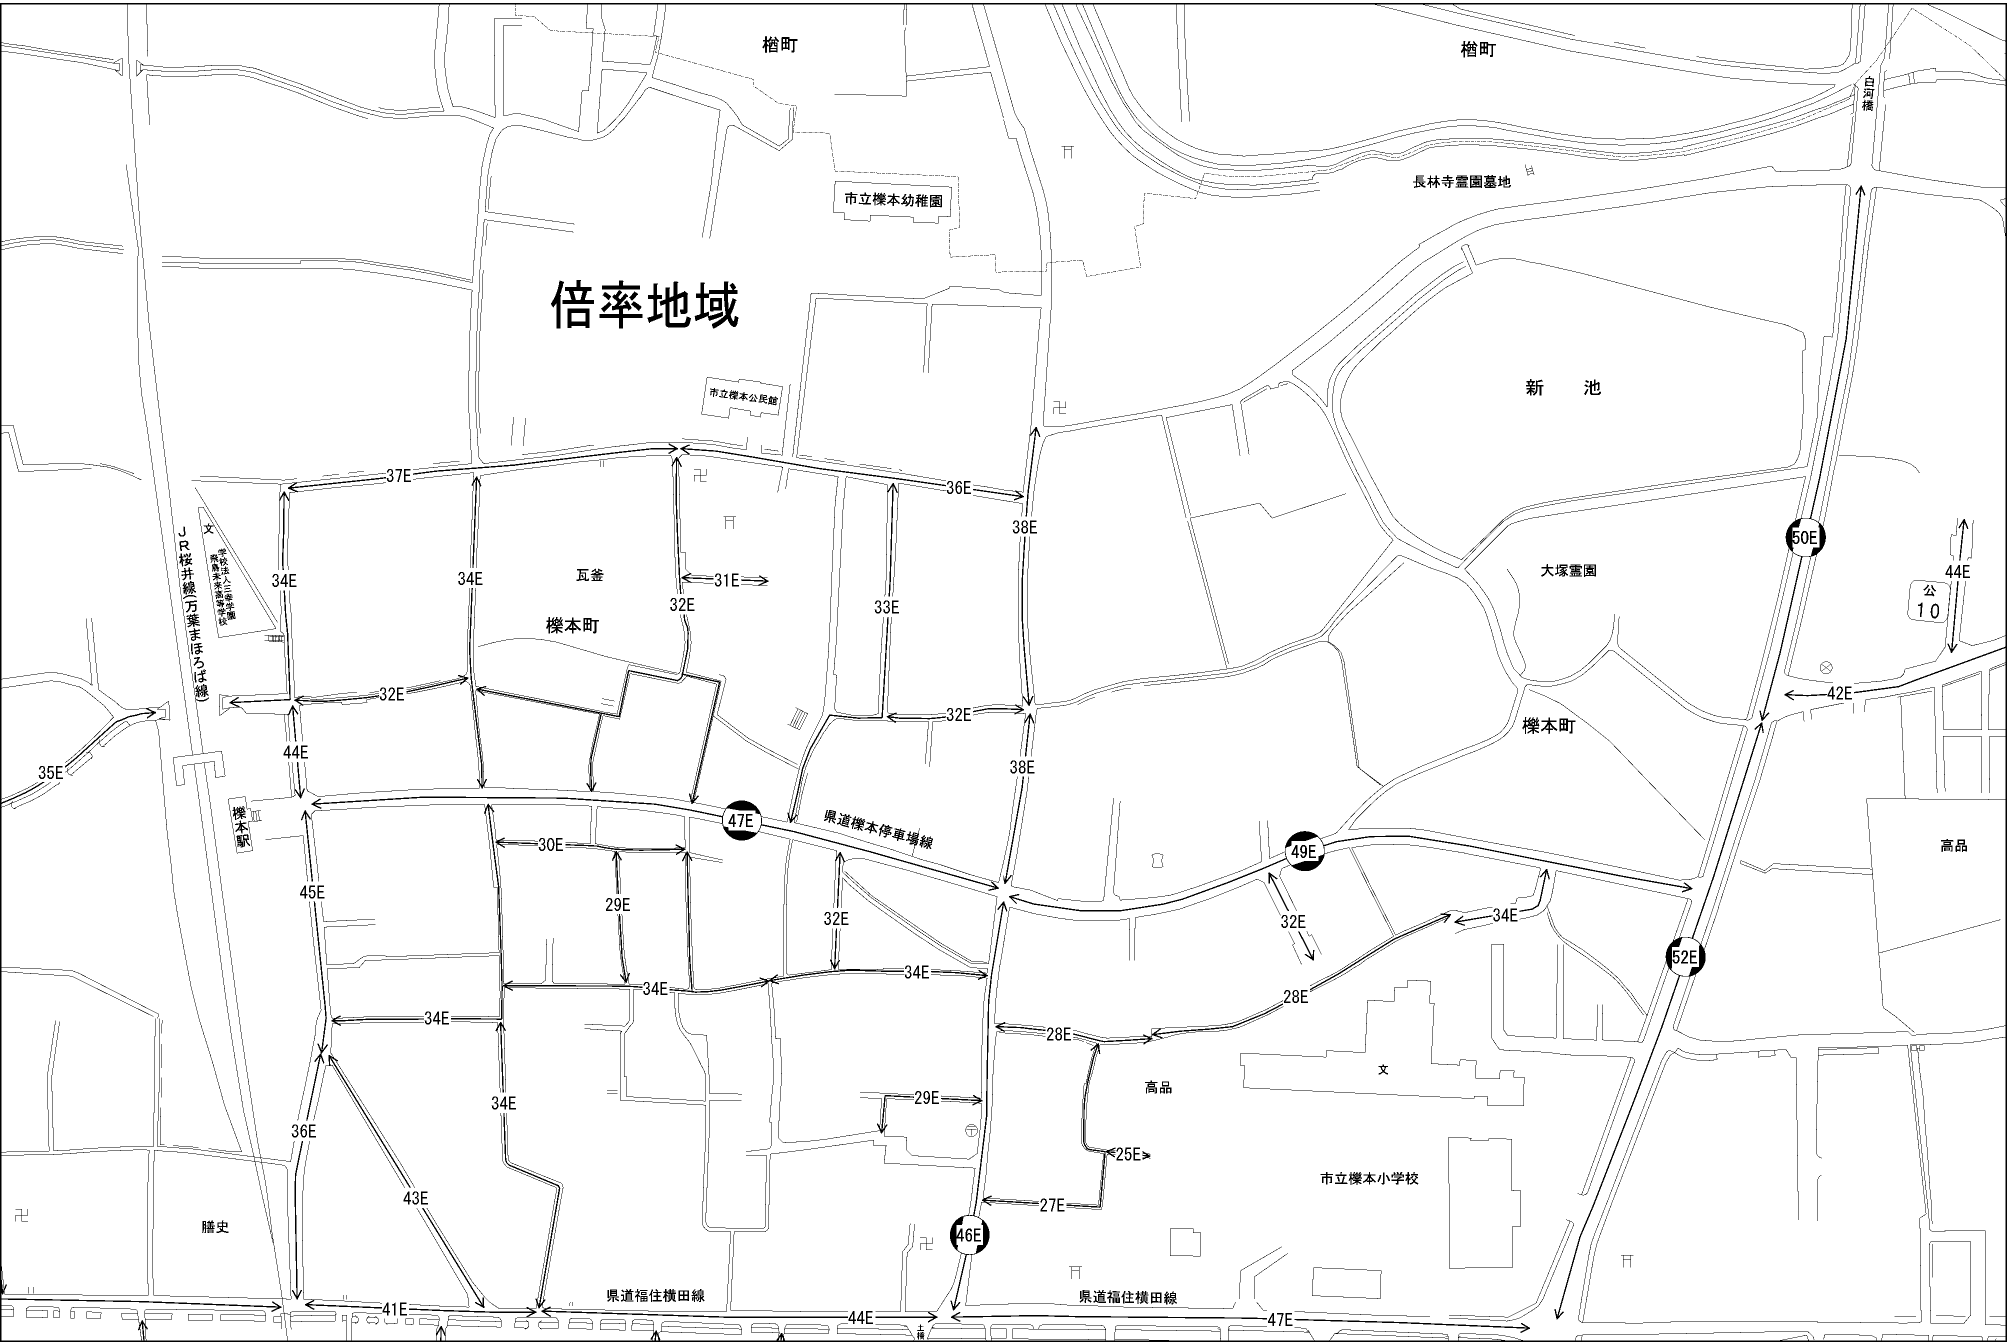 楢町
楢町
白河橋
長林寺霊園墓地
市立櫟本幼稚園
倍率地域
新 池
市立櫟本公民館
37E
36E
38E
50E
文
学校法人三幸学園
飛鳥未来高等学校
JR桜井線(万葉まほろば線)
34E
34E
瓦釜
31E
32E
33E
大塚霊園
44E
公
10
櫟本町
32E
32E
42E
櫟本町
44E
35E
38E
櫟本駅
47E
県道櫟本停車場線
49E
高品
30E
45E
29E
32E
32E
34E
52E
34E
34E
28E
34E
28E
文
高品
34E
29E
〒
36E
25E
43E
市立櫟本小学校
27E
膳史
46E
県道福住横田線
県道福住横田線
41E
44E
土橋
47E